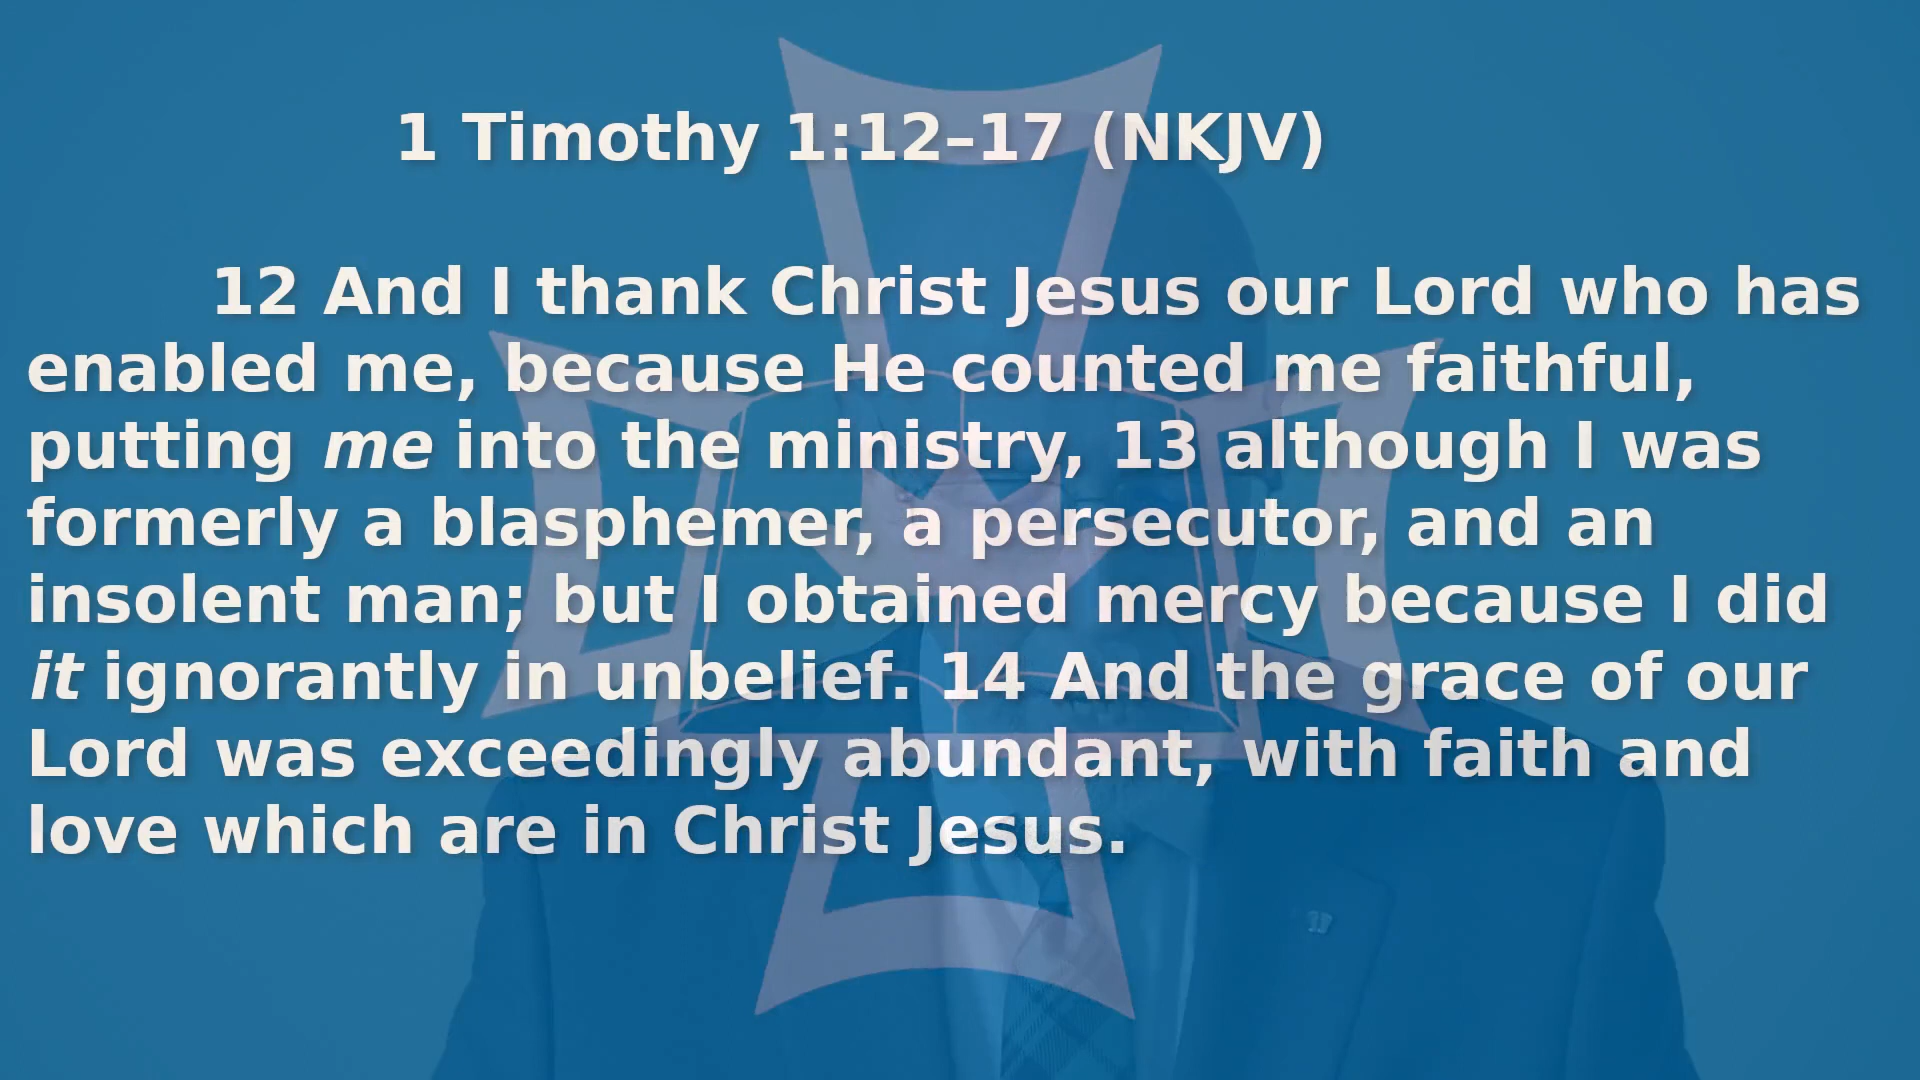 1 Timothy 1:12–17 (NKJV)
12 And I thank Christ Jesus our Lord who has
enabled me, because He counted me faithful,
putting me into the ministry, 13 although I was
formerly a blasphemer, a persecutor, and an
insolent man; but I obtained mercy because I did
it ignorantly in unbelief. 14 And the grace of our
Lord was exceedingly abundant, with faith and
love which are in Christ Jesus.